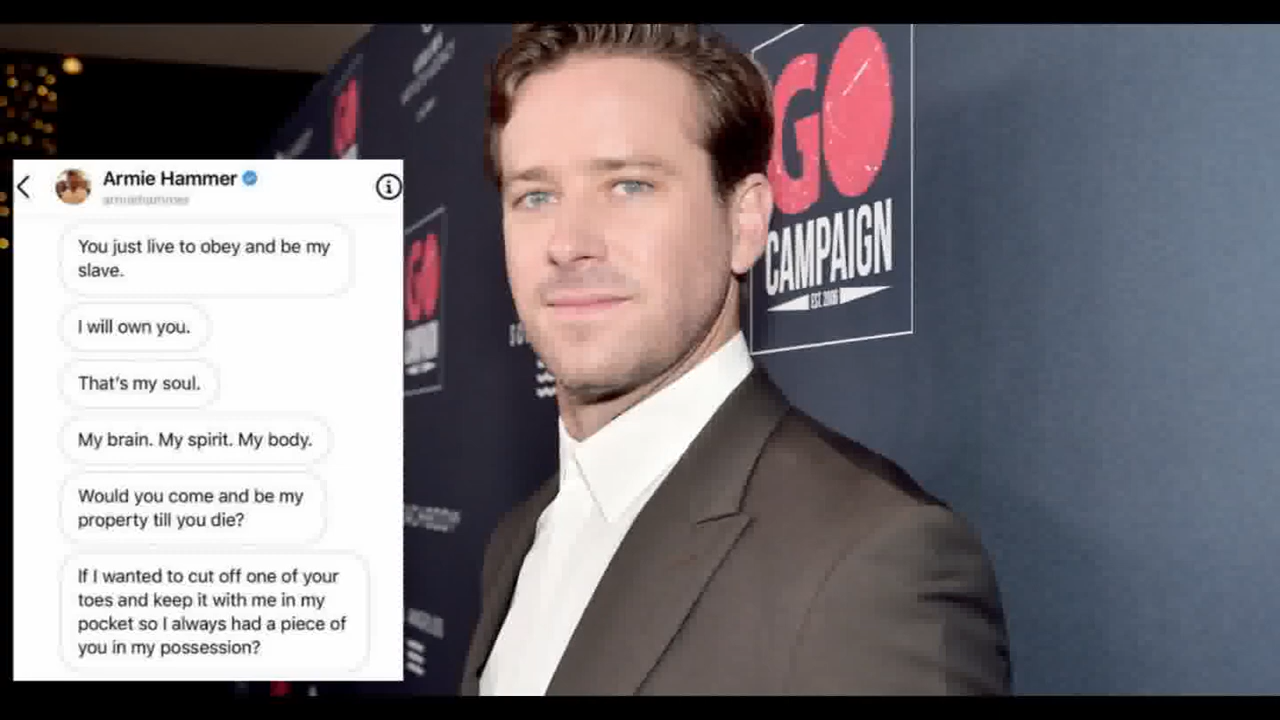 Armie Hammer
armiehammer
You just live to obey and be my
slave.
I will own you.
That's my soul.
My brain. My spirit. My body.
Would you come and be my
property till you die?
If I wanted to cut off one of your
toes and keep it with me in my
pocket so I always had a piece of
you in my possession?
GO
CAMPAIGN
EST. 2006
GO